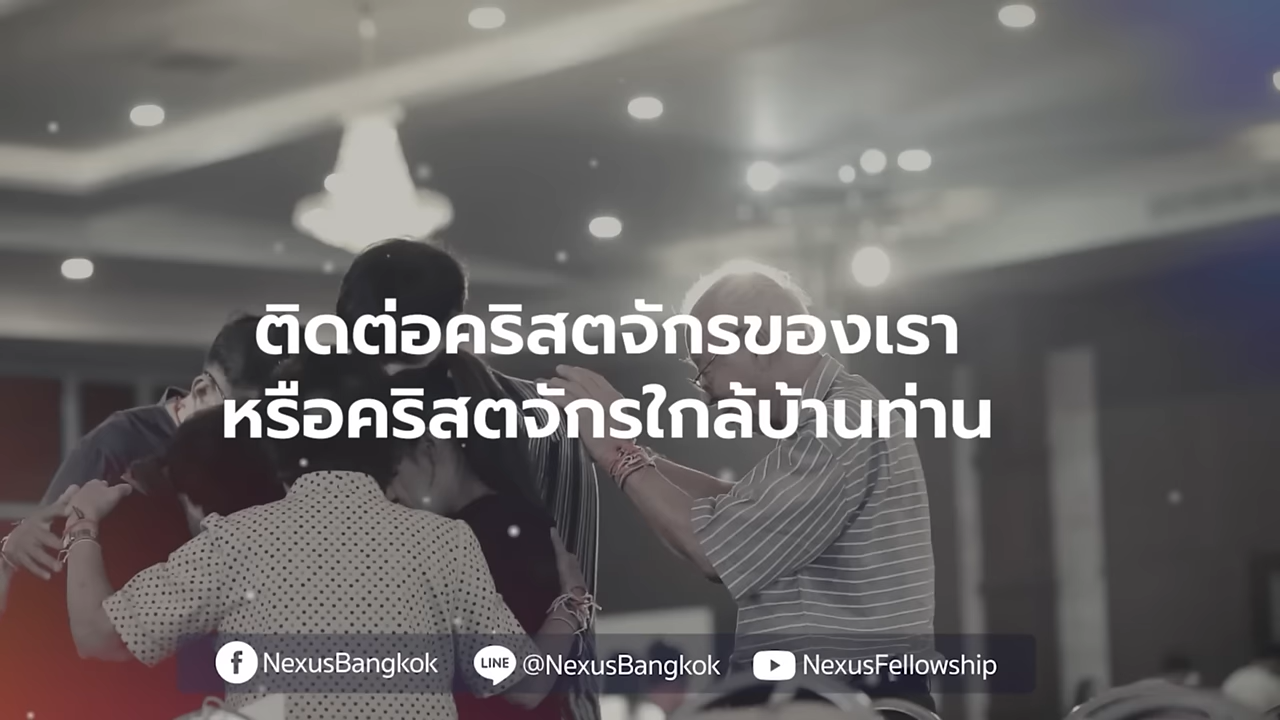 ติดต่อคริสตจักรของเรา
หรือคริสตจักรใกล้บ้านท่าน
NexusBangkok LINE @NexusBangkok NexusFellowship